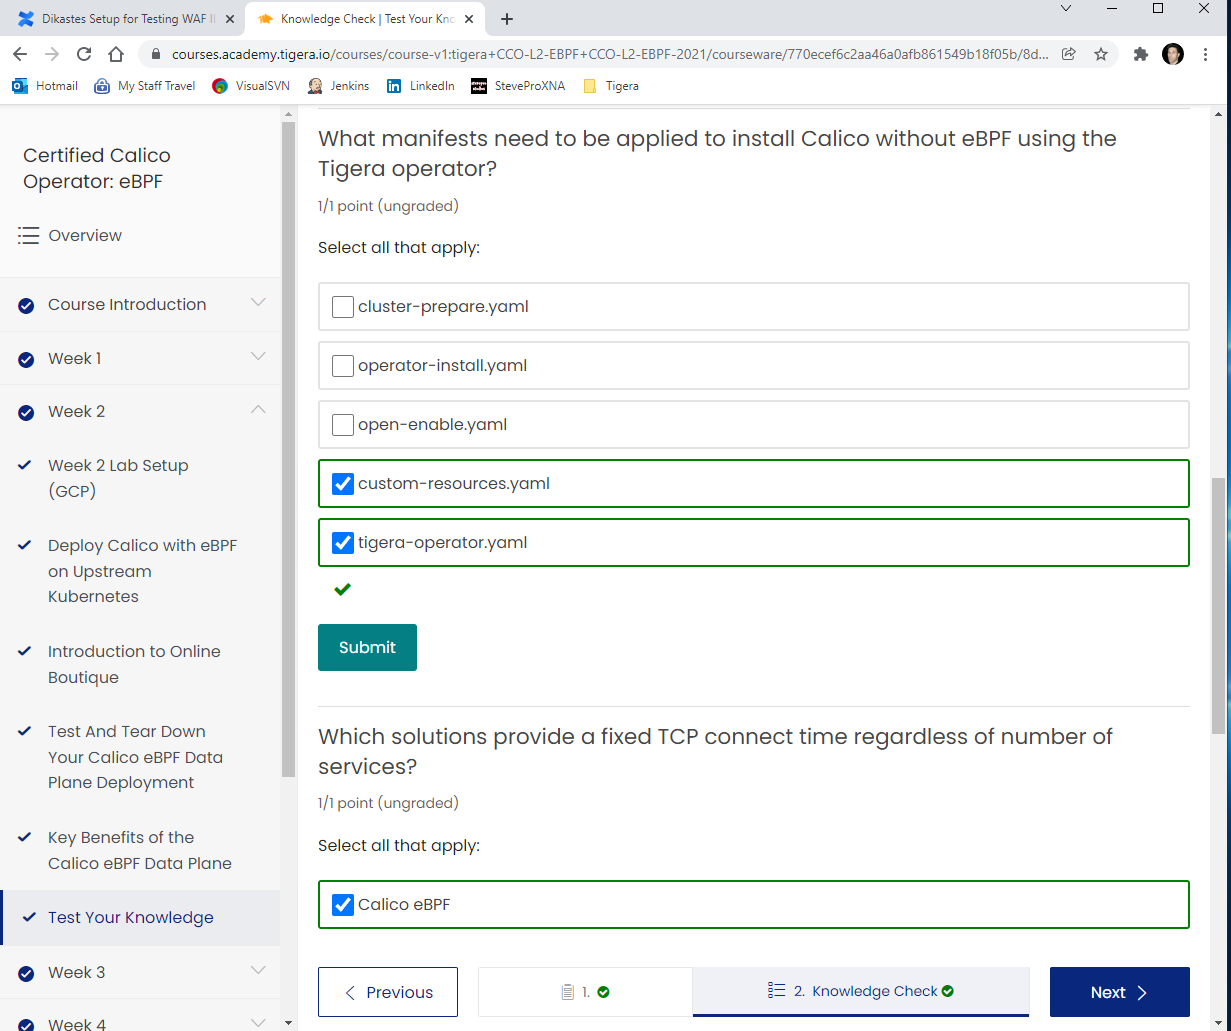 Dikastes Setup for Testing WAF I
Knowledge Check | Test Your Kno
courses.academy.tigera.io/courses/course-v1:tigera+CCO-L2-EBPF+CCO-L2-EBPF-2021/courseware/770ecef6c2aa46a0afb861549b18f05b/8d...
Hotmail
My Staff Travel
VisualSVN
Jenkins
LinkedIn
SteveProXNA
Tigera
Certified Calico
Operator: eBPF
Overview
Course Introduction
Week 1
Week 2
Week 2 Lab Setup
(GCP)
Deploy Calico with eBPF
on Upstream
Kubernetes
Introduction to Online
Boutique
Test And Tear Down
Your Calico eBPF Data
Plane Deployment
Key Benefits of the
Calico eBPF Data Plane
Test Your Knowledge
Week 3
Week 4
What manifests need to be applied to install Calico without eBPF using the
Tigera operator?
1/1 point (ungraded)
Select all that apply:
cluster-prepare.yaml
operator-install.yaml
open-enable.yaml
custom-resources.yaml
tigera-operator.yaml
Submit
Which solutions provide a fixed TCP connect time regardless of number of
services?
1/1 point (ungraded)
Select all that apply:
Calico eBPF
Previous
1.
2. Knowledge Check
Next